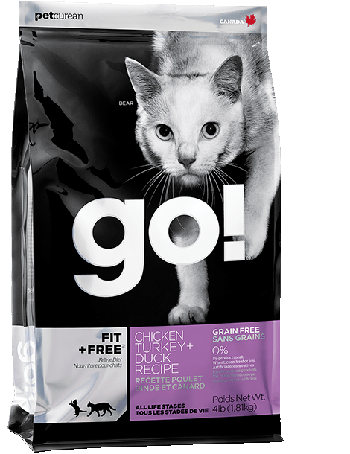 petcurean
CANADA
BEAR
go!
FIT
+FREE
CHICKEN
TURKEY+
DUCK
RECIPE
RECETTE POULET
DINDE ET CANARD
GRAIN FREE
SANS GRAINS
0%
ALL LIFE STAGES
TOUS LES STADES DE VIE
Poids Net Wt.
4lb (1.81kg)